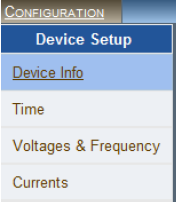 CONFIGURATION
Device Setup
Device Info
Time
Voltages & Frequency
Currents